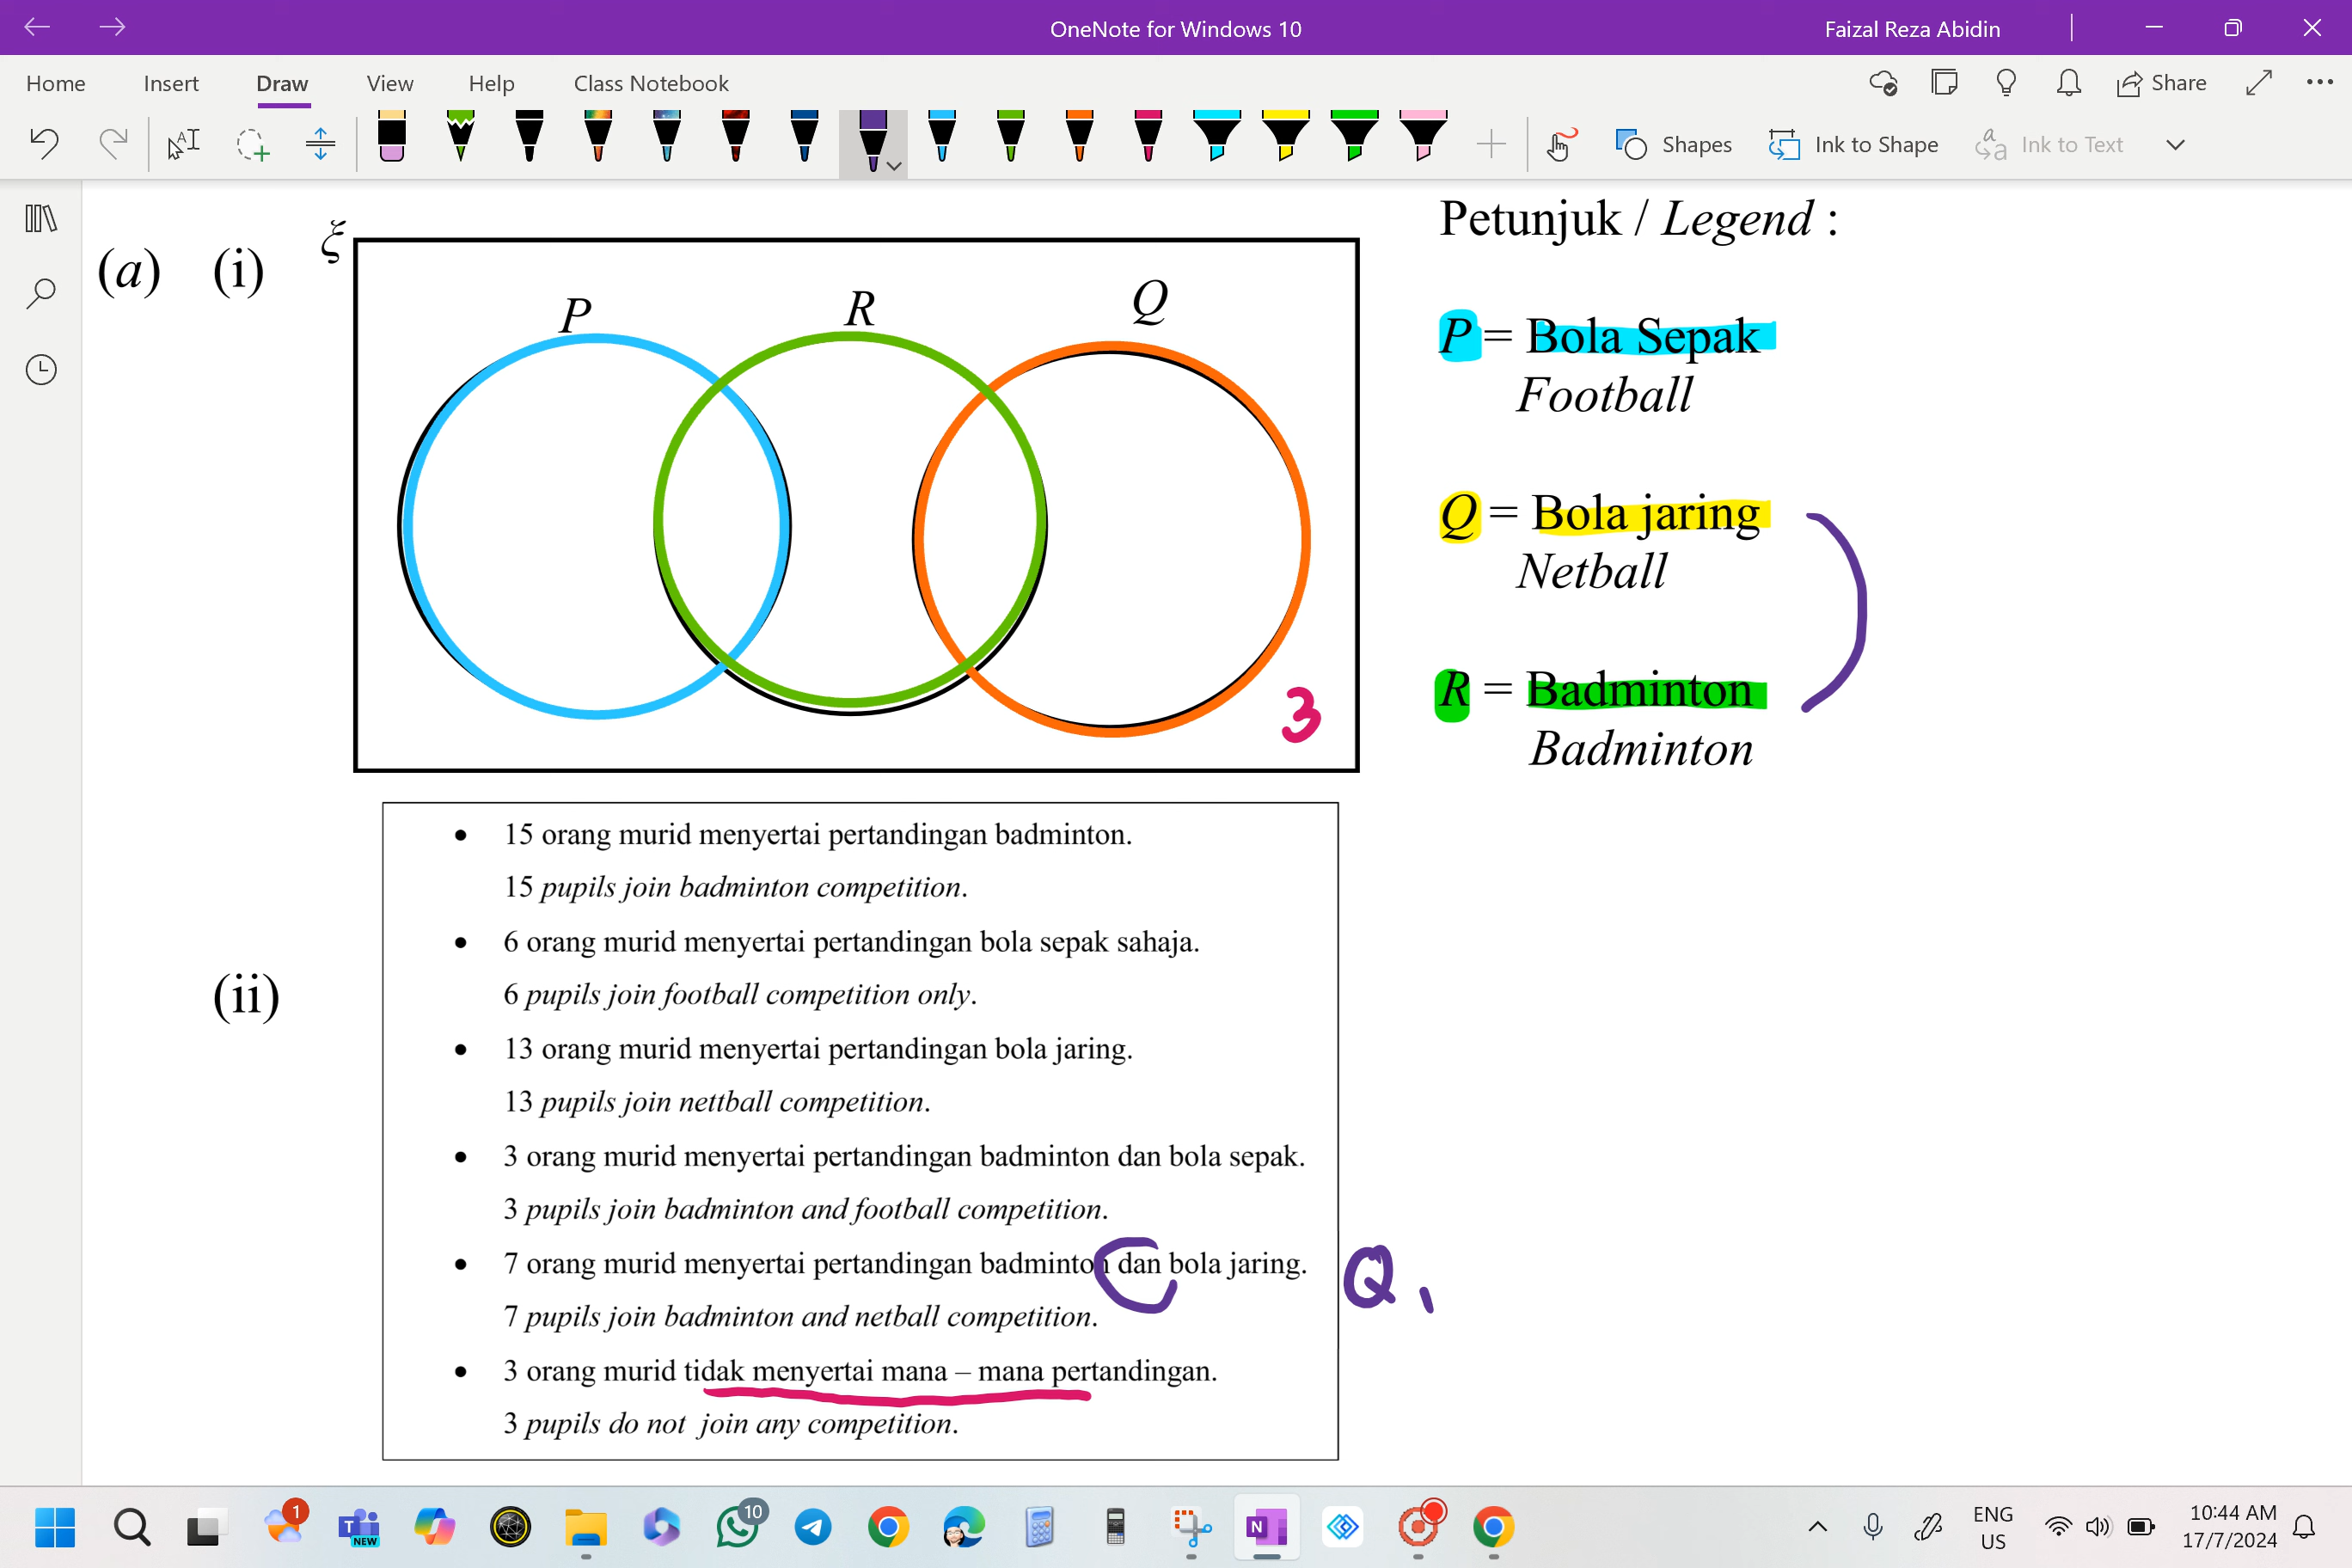 OneNote for Windows 10
Faizal Reza Abidin
Home Insert Draw View Help Class Notebook
Share
Shapes Ink to Shape Ink to Text
(a) (i)
ξ
P R Q
3
Petunjuk / Legend :
P = Bola Sepak
Football
Q = Bola jaring
Netball
R = Badminton
Badminton
(ii)
• 15 orang murid menyertai pertandingan badminton.
15 pupils join badminton competition.
• 6 orang murid menyertai pertandingan bola sepak sahaja.
6 pupils join football competition only.
• 13 orang murid menyertai pertandingan bola jaring.
13 pupils join nettball competition.
• 3 orang murid menyertai pertandingan badminton dan bola sepak.
3 pupils join badminton and football competition.
• 7 orang murid menyertai pertandingan badminton dan bola jaring.
Q
7 pupils join badminton and netball competition.
• 3 orang murid tidak menyertai mana – mana pertandingan.
3 pupils do not join any competition.
1
T
NEW
10
N
ENG
US
10:44 AM
17/7/2024